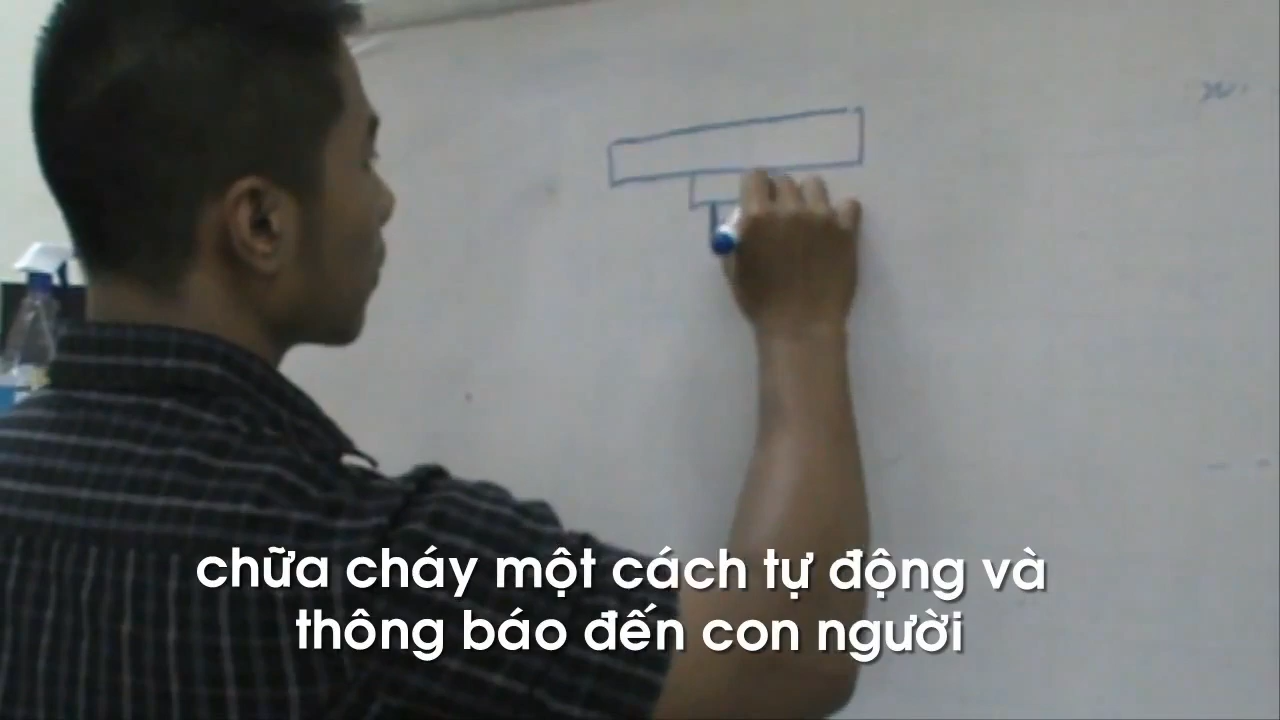 chữa cháy một cách tự động và
thông báo đến con người